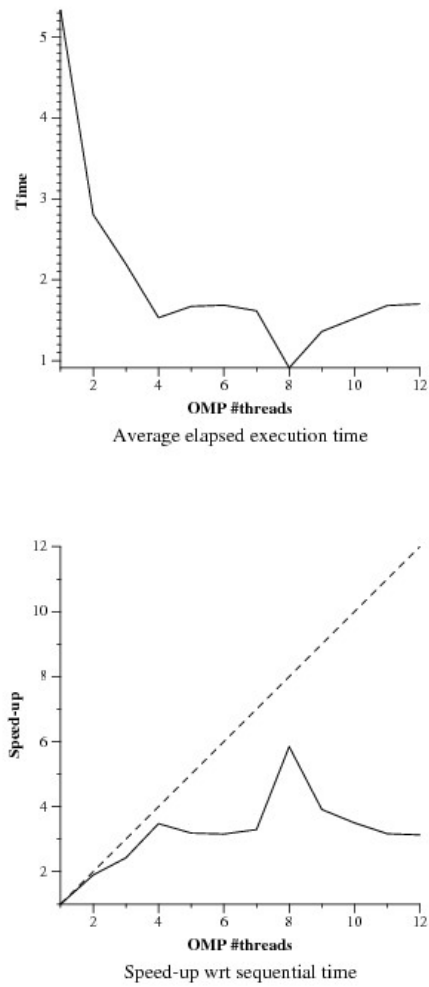 5
4
3
2
1
Time
2 4 6 8 10 12
OMP #threads
Average elapsed execution time
12
10
8
6
4
2
Speed-up
2 4 6 8 10 12
OMP #threads
Speed-up wrt sequential time